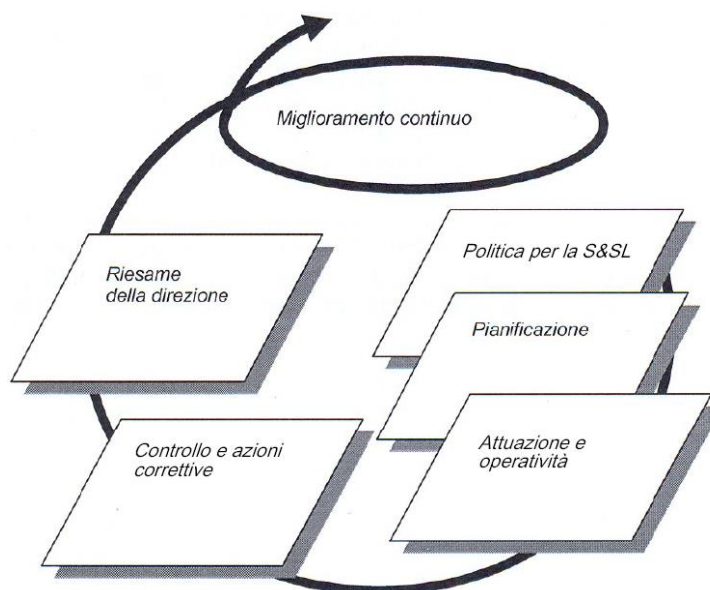 Miglioramento continuo
Politica per la S&SL
Riesame
della direzione
Pianificazione
Controllo e azioni
correttive
Attuazione e
operatività